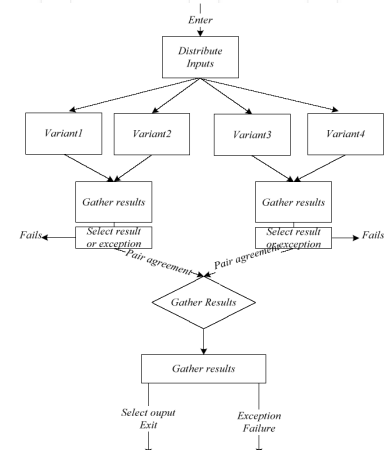 Enter
Distribute
Inputs
Variant1
Variant2
Variant3
Variant4
Gather results
Gather results
Fails
Select result
or exception
Select result
or exception
Fails
Pair agreement
Pair agreement
Gather Results
Gather results
Select ouput
Exit
Exception
Failure